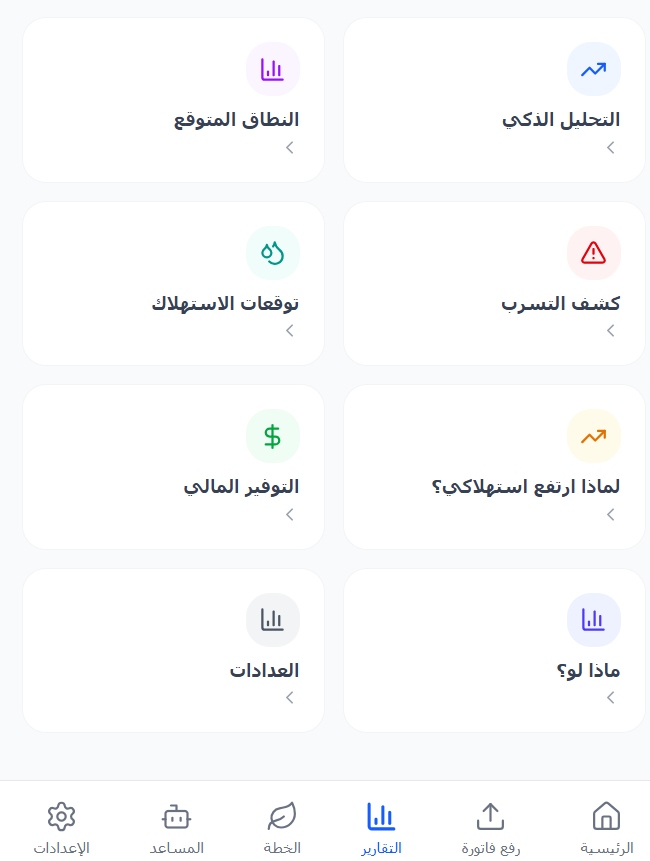 التحليل الذكي
النطاق المتوقع
كشف التسرب
توقعات الاستهلاك
لماذا ارتفع استهلاكي؟
التوفير المالي
ماذا لو؟
العدادات
الرئيسية
رفع فاتورة
التقارير
الخطة
المساعد
الإعدادات